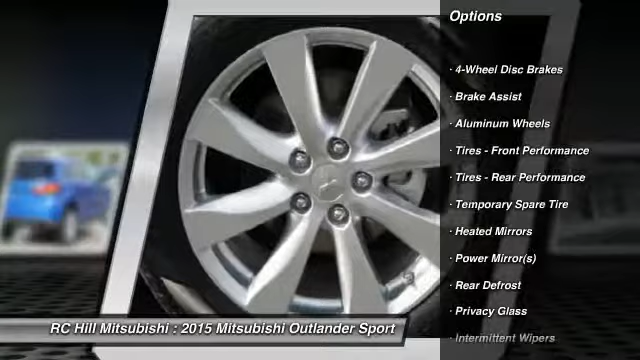 Options
· 4-Wheel Disc Brakes
· Brake Assist
· Aluminum Wheels
· Tires - Front Performance
· Tires - Rear Performance
· Temporary Spare Tire
· Heated Mirrors
· Power Mirror(s)
· Rear Defrost
· Privacy Glass
· Intermittent Wipers
RC Hill Mitsubishi : 2015 Mitsubishi Outlander Sport